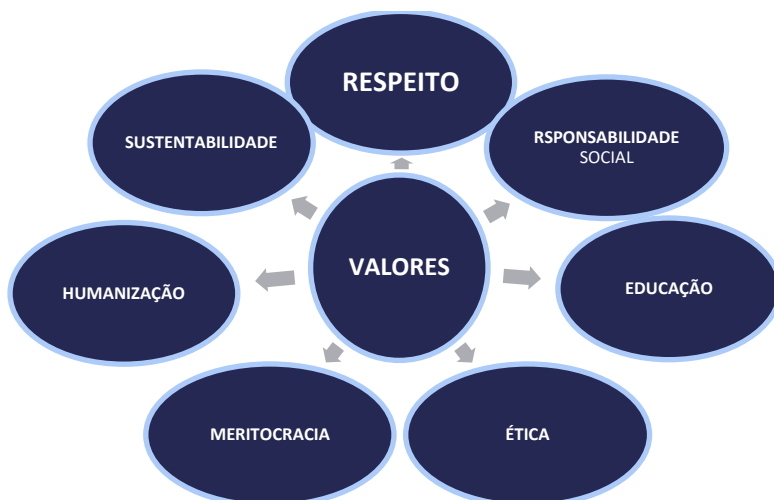 RESPEITO
SUSTENTABILIDADE
RSPONSABILIDADE
SOCIAL
VALORES
HUMANIZAÇÃO
EDUCAÇÃO
MERITOCRACIA
ÉTICA